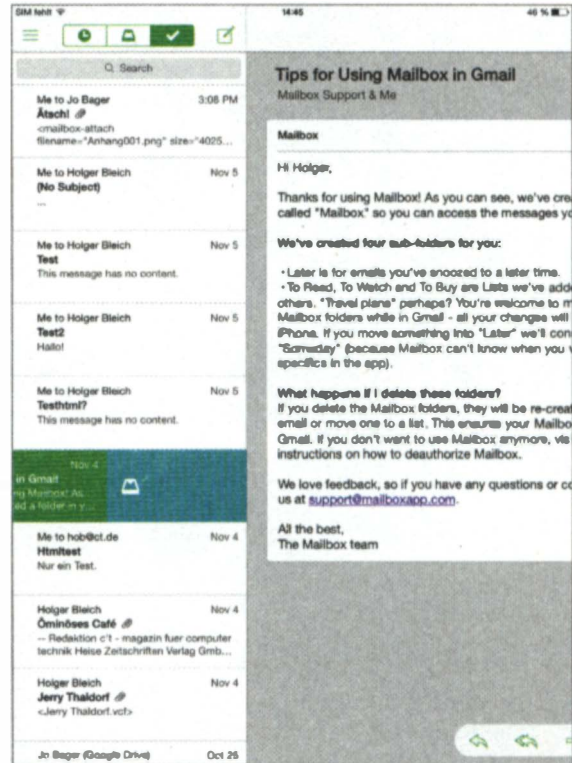 SIM fehlt
14:45
46 %
Search
Me to Jo Bager 3:06 PM
Ätsch!
<mailbox-attach
filename="Anhang001.png" size="4025...
Me to Holger Bleich Nov 5
(No Subject)
...
Me to Holger Bleich Nov 5
Test
This message has no content.
Me to Holger Bleich Nov 5
Test2
Hallo!
Me to Holger Bleich Nov 5
Testhtml?
This message has no content.
Nov 4
in Gmail
ng Mailbox! As
ed a folder in y
Me to hob@ct.de Nov 4
Htmltest
Nur ein Test.
Holger Bleich Nov 4
Ominöses Café
-- Redaktion c't - magazin fuer computer
technik Heise Zeitschriften Verlag Gmb...
Holger Bleich Nov 4
Jerry Thaldorf
<Jerry Thaldorf.vcf>
Jo Bager (Google Drive) Oct 25
Tips for Using Mailbox in Gmail
Mailbox Support & Me
Mailbox
Hi Holger,
Thanks for using Mailbox! As you can see, we've crea
called "Mailbox" so you can access the messages yo
We've created four sub-folders for you:
• Later is for emails you've snoozed to a later time.
• To Read, To Watch and To Buy are Lists we've adde
others. "Travel plans" perhaps? You're welcome to m
Mailbox folders while in Gmail - all your changes will
iPhone. If you move something into "Later" we'll con
"Someday" (because Mailbox can't know when you w
specifics in the app).
What happens if I delete these folders?
If you delete the Mailbox folders, they will be re-creat
email or move one to a list. This ensures your Mailbo
Gmail. If you don't want to use Mailbox anymore, vis
instructions on how to deauthorize Mailbox.
We love feedback, so if you have any questions or co
us at support@mailboxapp.com.
All the best,
The Mailbox team